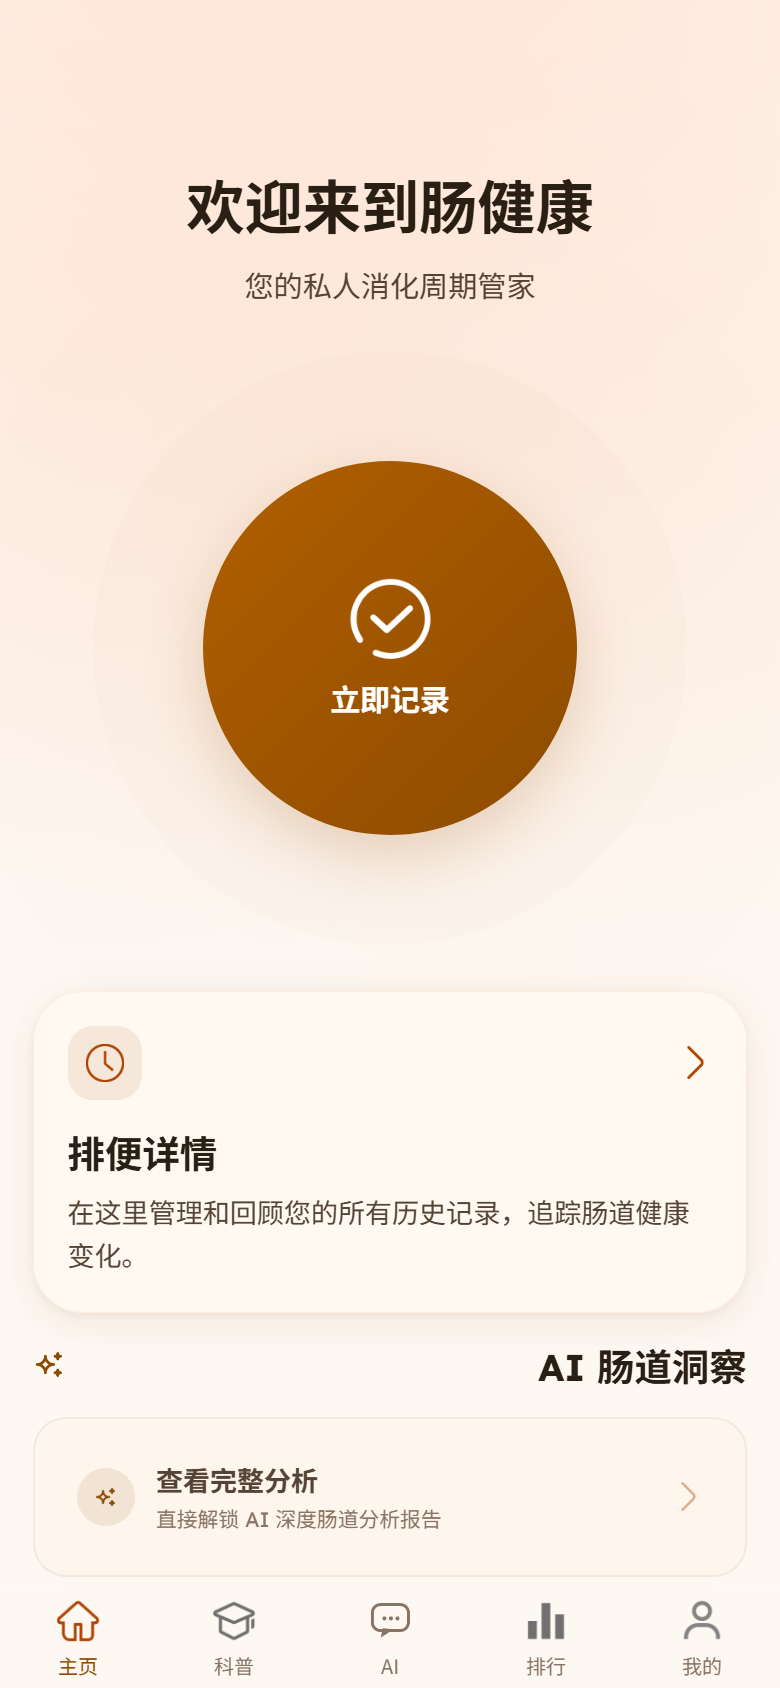 欢迎来到肠健康
您的私人消化周期管家
立即记录
排便详情
在这里管理和回顾您的所有历史记录，追踪肠道健康
变化。
AI 肠道洞察
查看完整分析
直接解锁 AI 深度肠道分析报告
主页
科普
AI
排行
我的